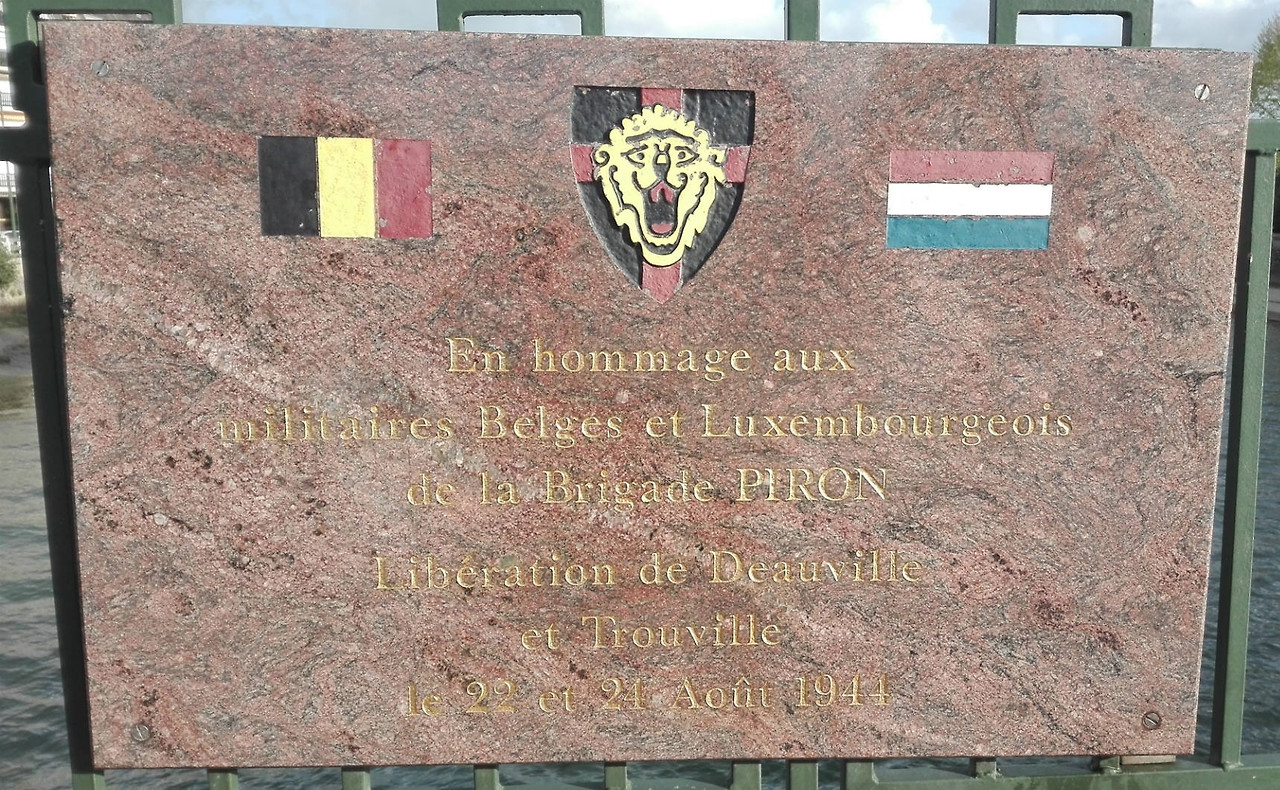 En hommage aux
militaires Belges et Luxembourgeois
de la Brigade PIRON
Libération de Deauville
et Trouville
le 22 et 24 Août 1944